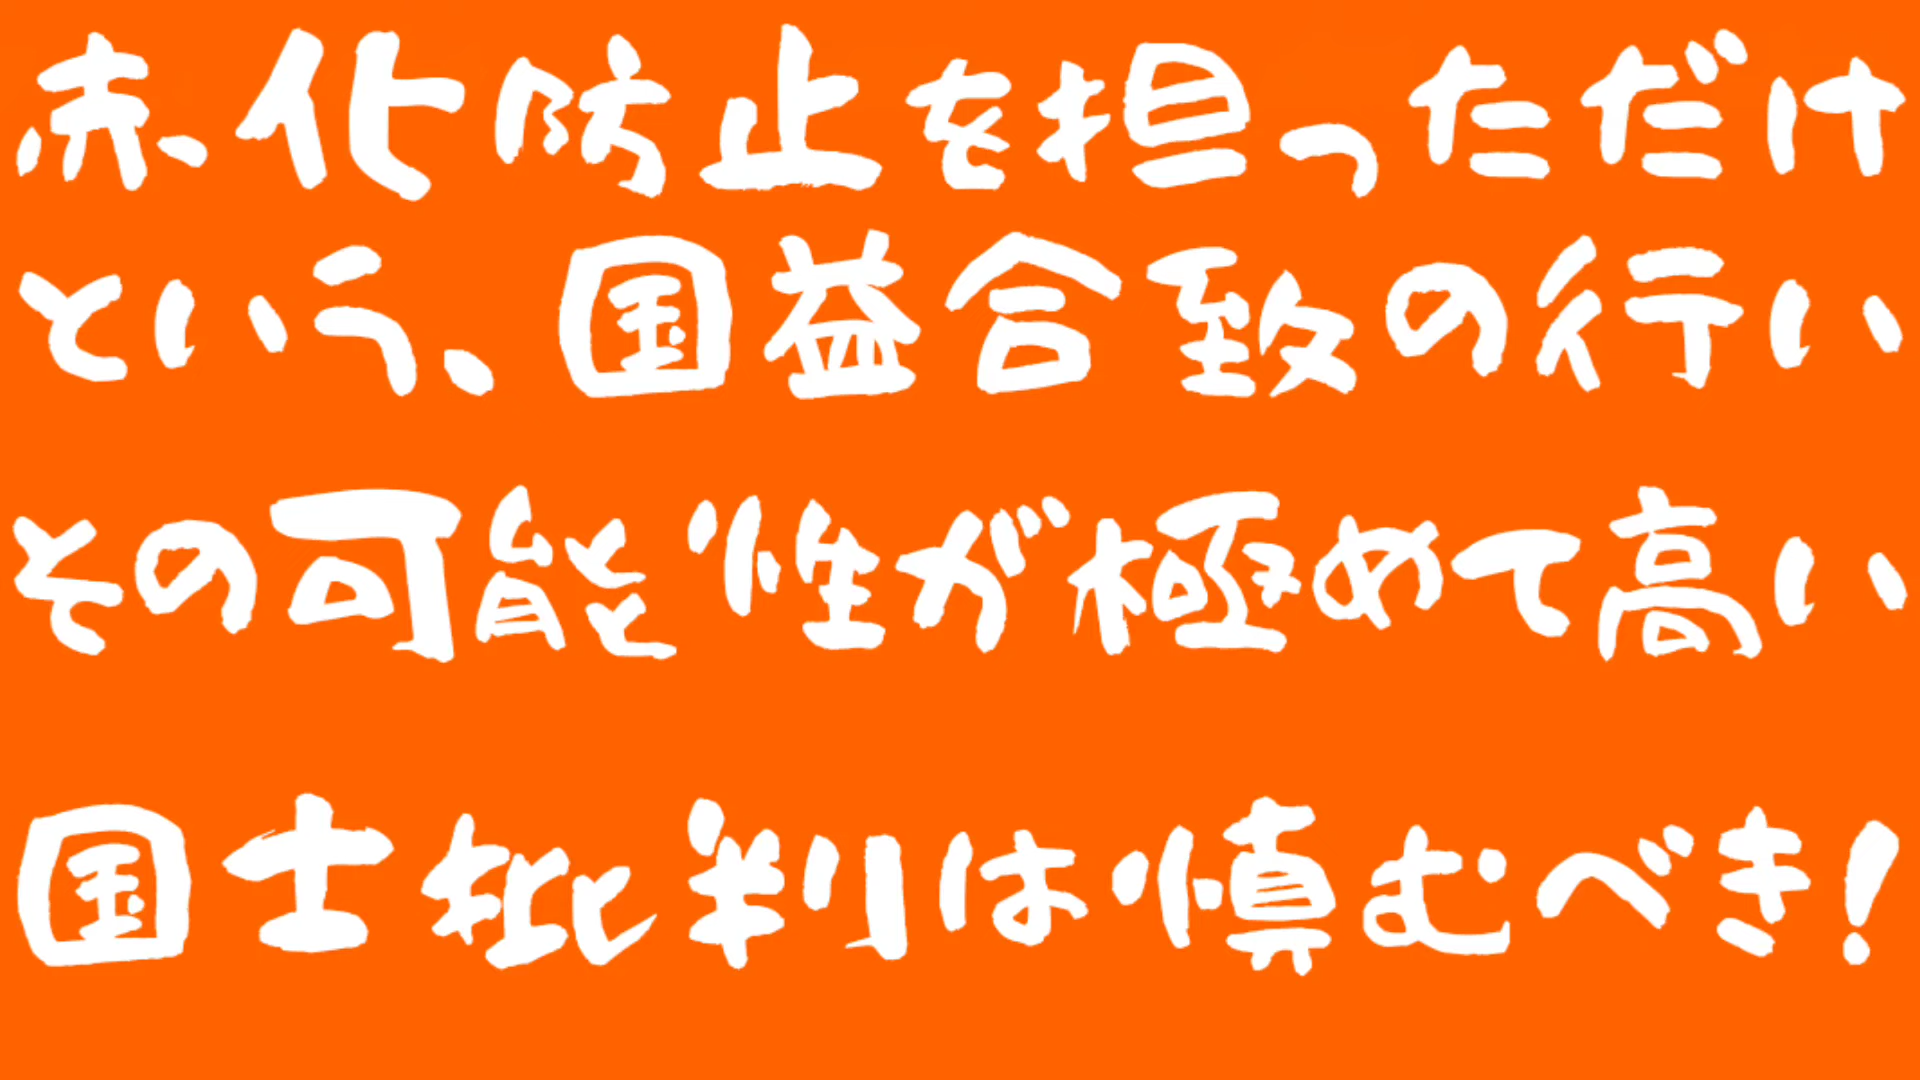 赤化防止を担っただけ
という、国益合致の行い
その可能性が極めて高い
国士批判は慎むべき!